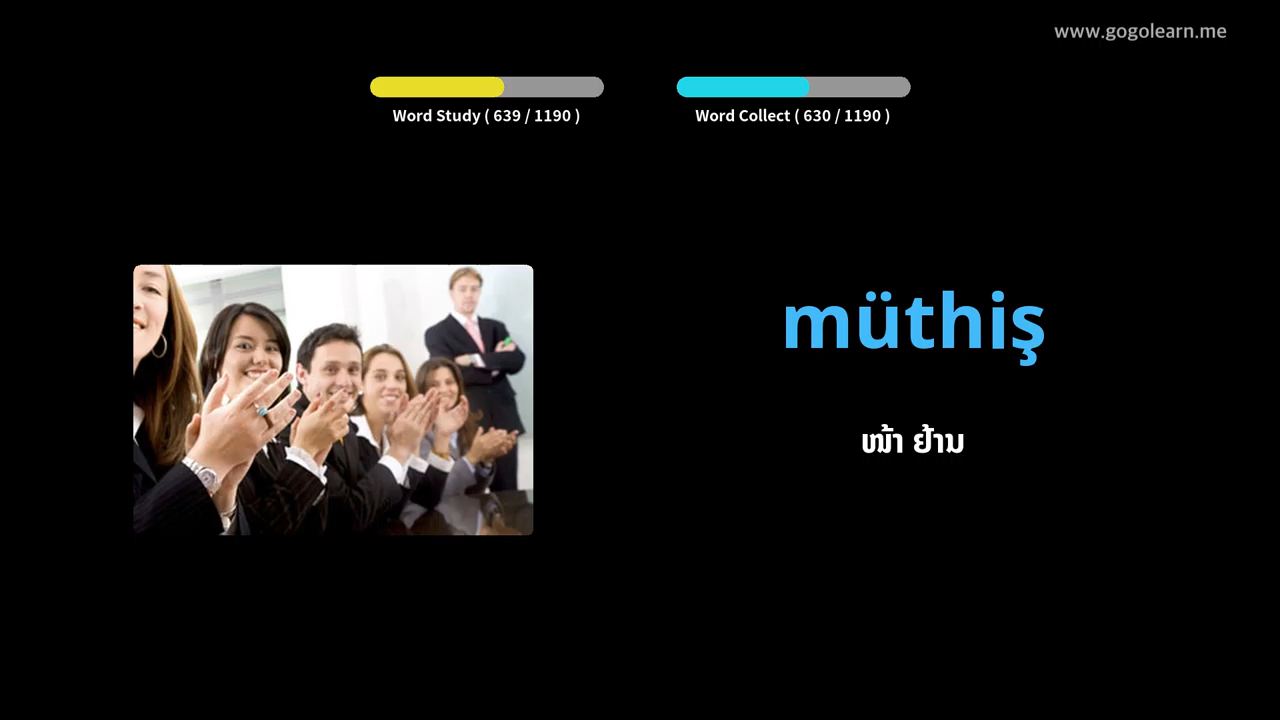 www.gogolearn.me
Word Study ( 639 / 1190 )
Word Collect ( 630 / 1190 )
müthiş
ໜ້າ ຢ້ານ